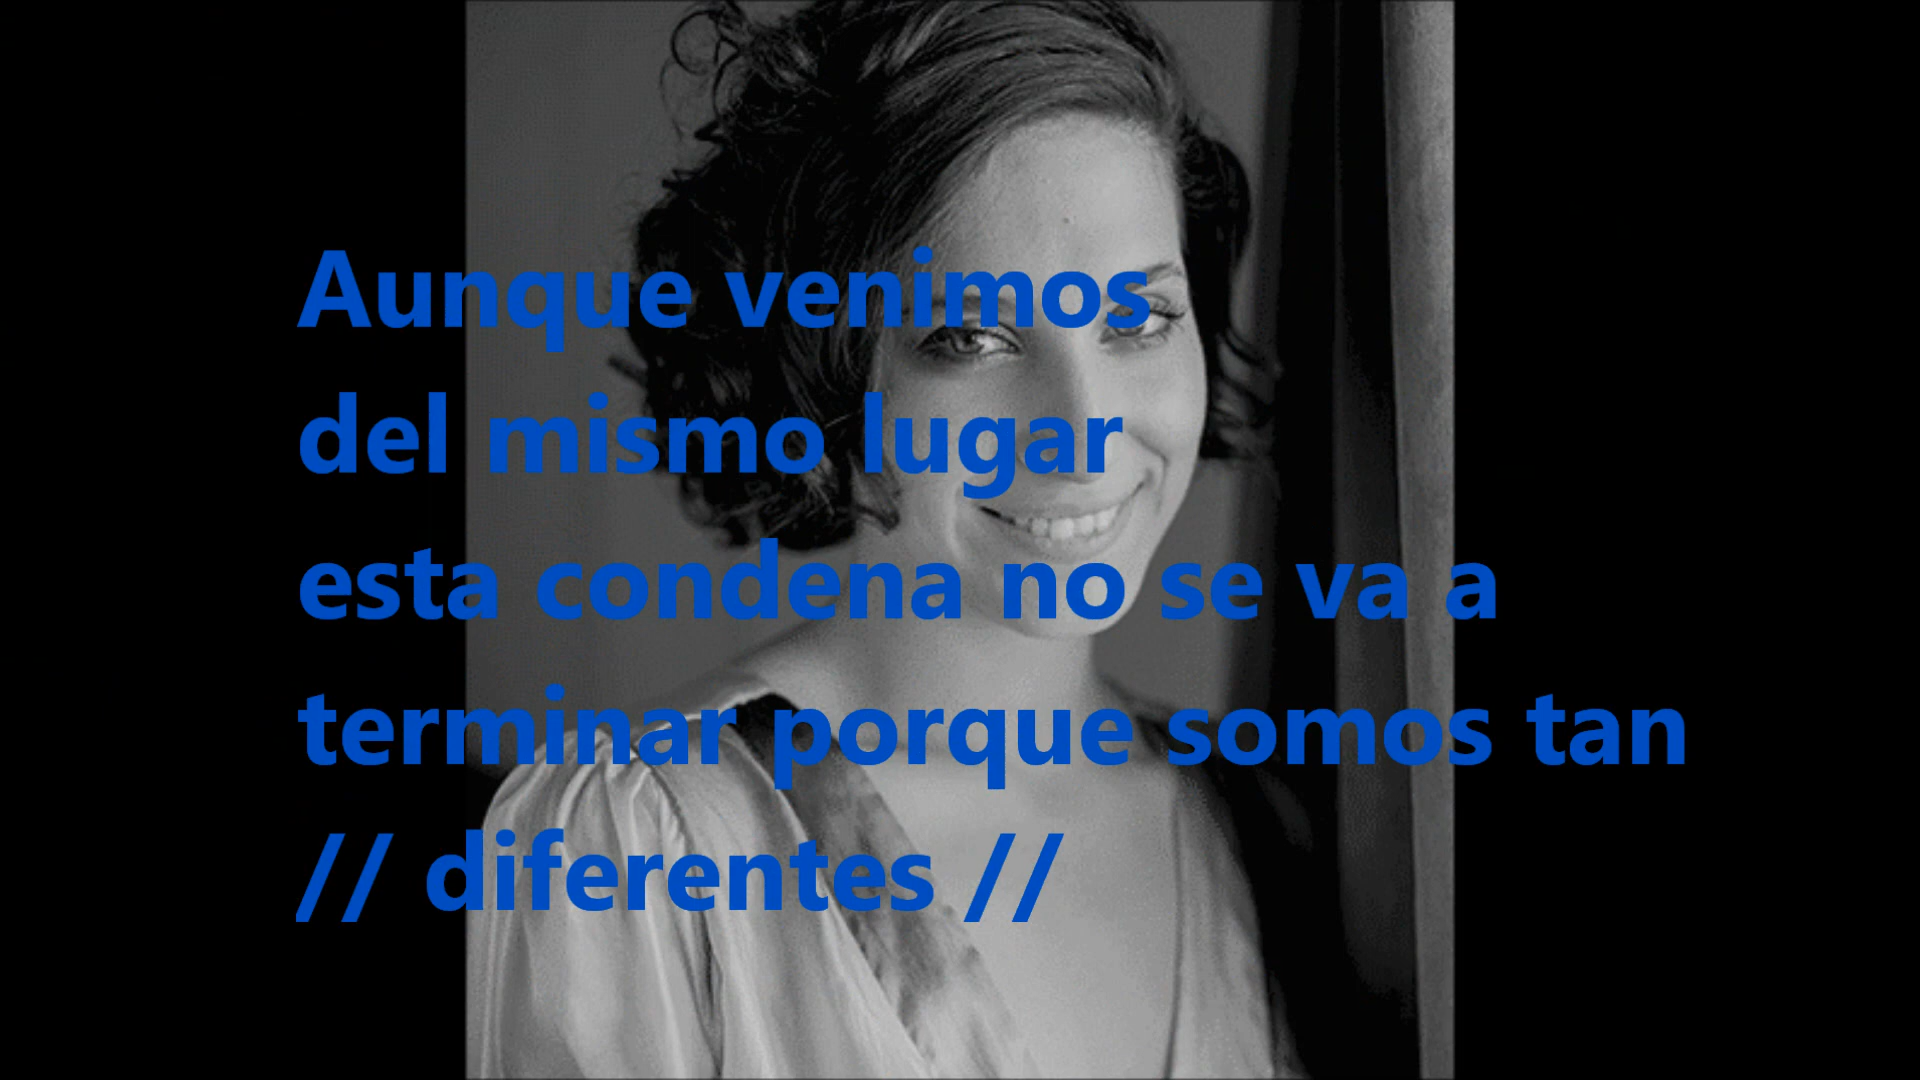 Aunque venimos
del mismo lugar
esta condena no se va a
terminar porque somos tan
// diferentes //